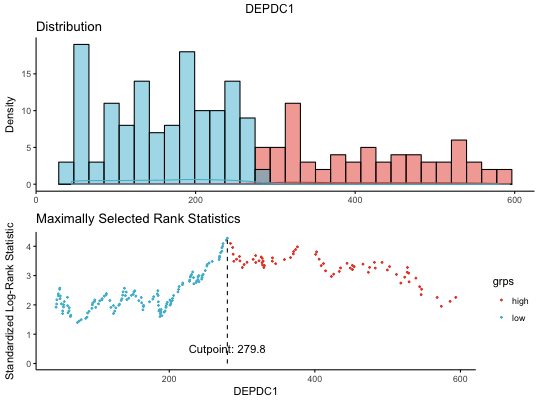 DEPDC1
Distribution
Density
15
10
5
0
0 200 400 600
Maximally Selected Rank Statistics
Standardized Log-Rank Statistic
4
3
2
1
0
Cutpoint: 279.8
200 400 600
DEPDC1
grps
high
low